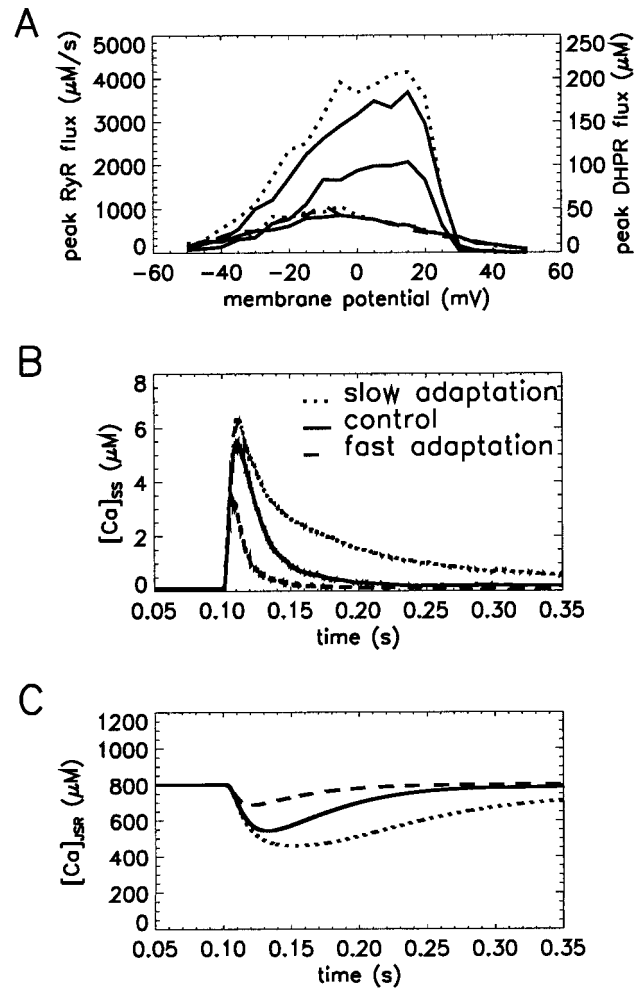 A
peak RyR flux (μM/s)
5000
4000
3000
2000
1000
0
250
200
150
100
50
0
peak DHPR flux (μM)
−60 −40 −20 0 20 40 60
membrane potential (mV)
B
[Ca]SS (μM)
8
6
4
2
0
slow adaptation
control
fast adaptation
0.05 0.10 0.15 0.20 0.25 0.30 0.35
time (s)
C
[Ca]JSR (μM)
1200
1000
800
600
400
200
0
0.05 0.10 0.15 0.20 0.25 0.30 0.35
time (s)